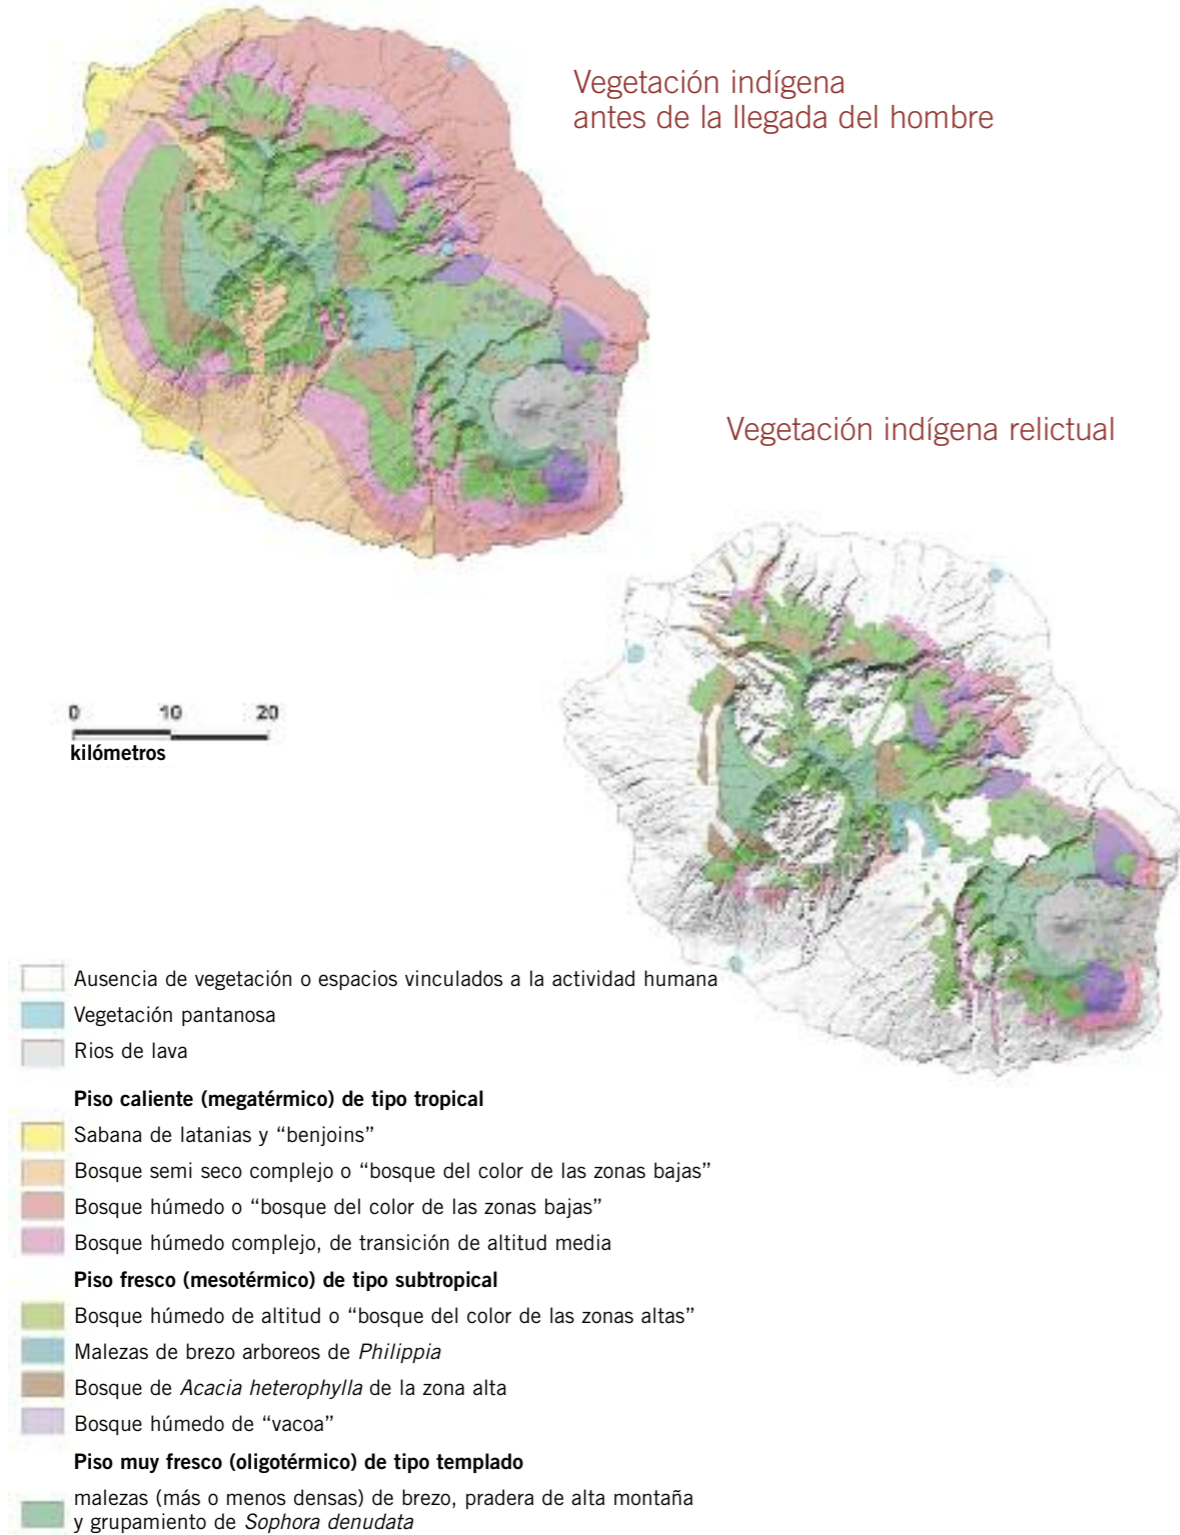 Vegetación indígena
antes de la llegada del hombre
Vegetación indígena relictual
0 10 20
kilómetros
Ausencia de vegetación o espacios vinculados a la actividad humana
Vegetación pantanosa
Rios de lava
Piso caliente (megatérmico) de tipo tropical
Sabana de latanias y “benjoins”
Bosque semi seco complejo o “bosque del color de las zonas bajas”
Bosque húmedo o “bosque del color de las zonas bajas”
Bosque húmedo complejo, de transición de altitud media
Piso fresco (mesotérmico) de tipo subtropical
Bosque húmedo de altitud o “bosque del color de las zonas altas”
Malezas de brezo arboreos de Philippia
Bosque de Acacia heterophylla de la zona alta
Bosque húmedo de “vacoa”
Piso muy fresco (oligotérmico) de tipo templado
malezas (más o menos densas) de brezo, pradera de alta montaña
y grupamiento de Sophora denudata